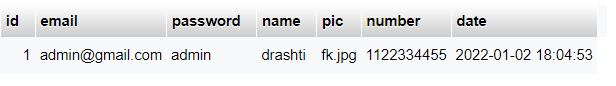 id email password name pic number date
1 admin@gmail.com admin drashti fk.jpg 1122334455 2022-01-02 18:04:53